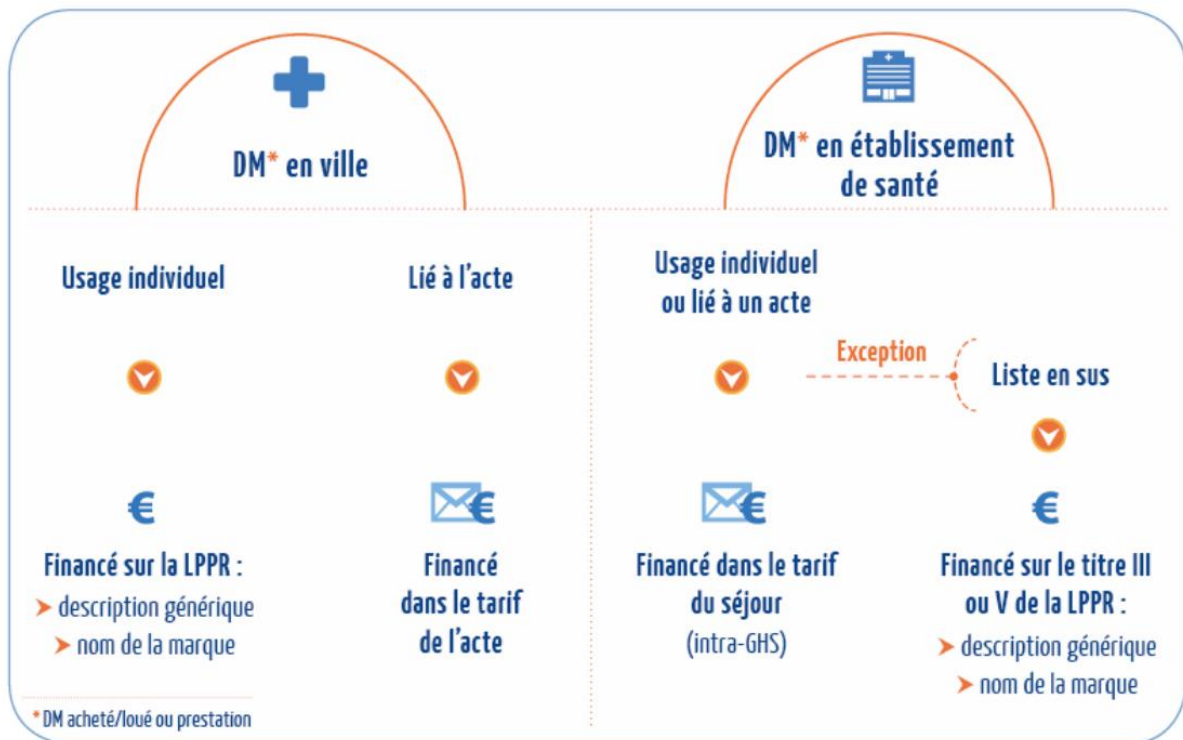 DM* en ville
DM* en établissement
de santé
Usage individuel
Lié à l'acte
Usage individuel
ou lié à un acte
Exception
Liste en sus
€
€
€
€
Financé sur la LPPR :
➤ description générique
➤ nom de la marque
Financé
dans le tarif
de l'acte
Financé dans le tarif
du séjour
(intra-GHS)
Financé sur le titre III
ou V de la LPPR :
➤ description générique
➤ nom de la marque
* DM acheté/loué ou prestation